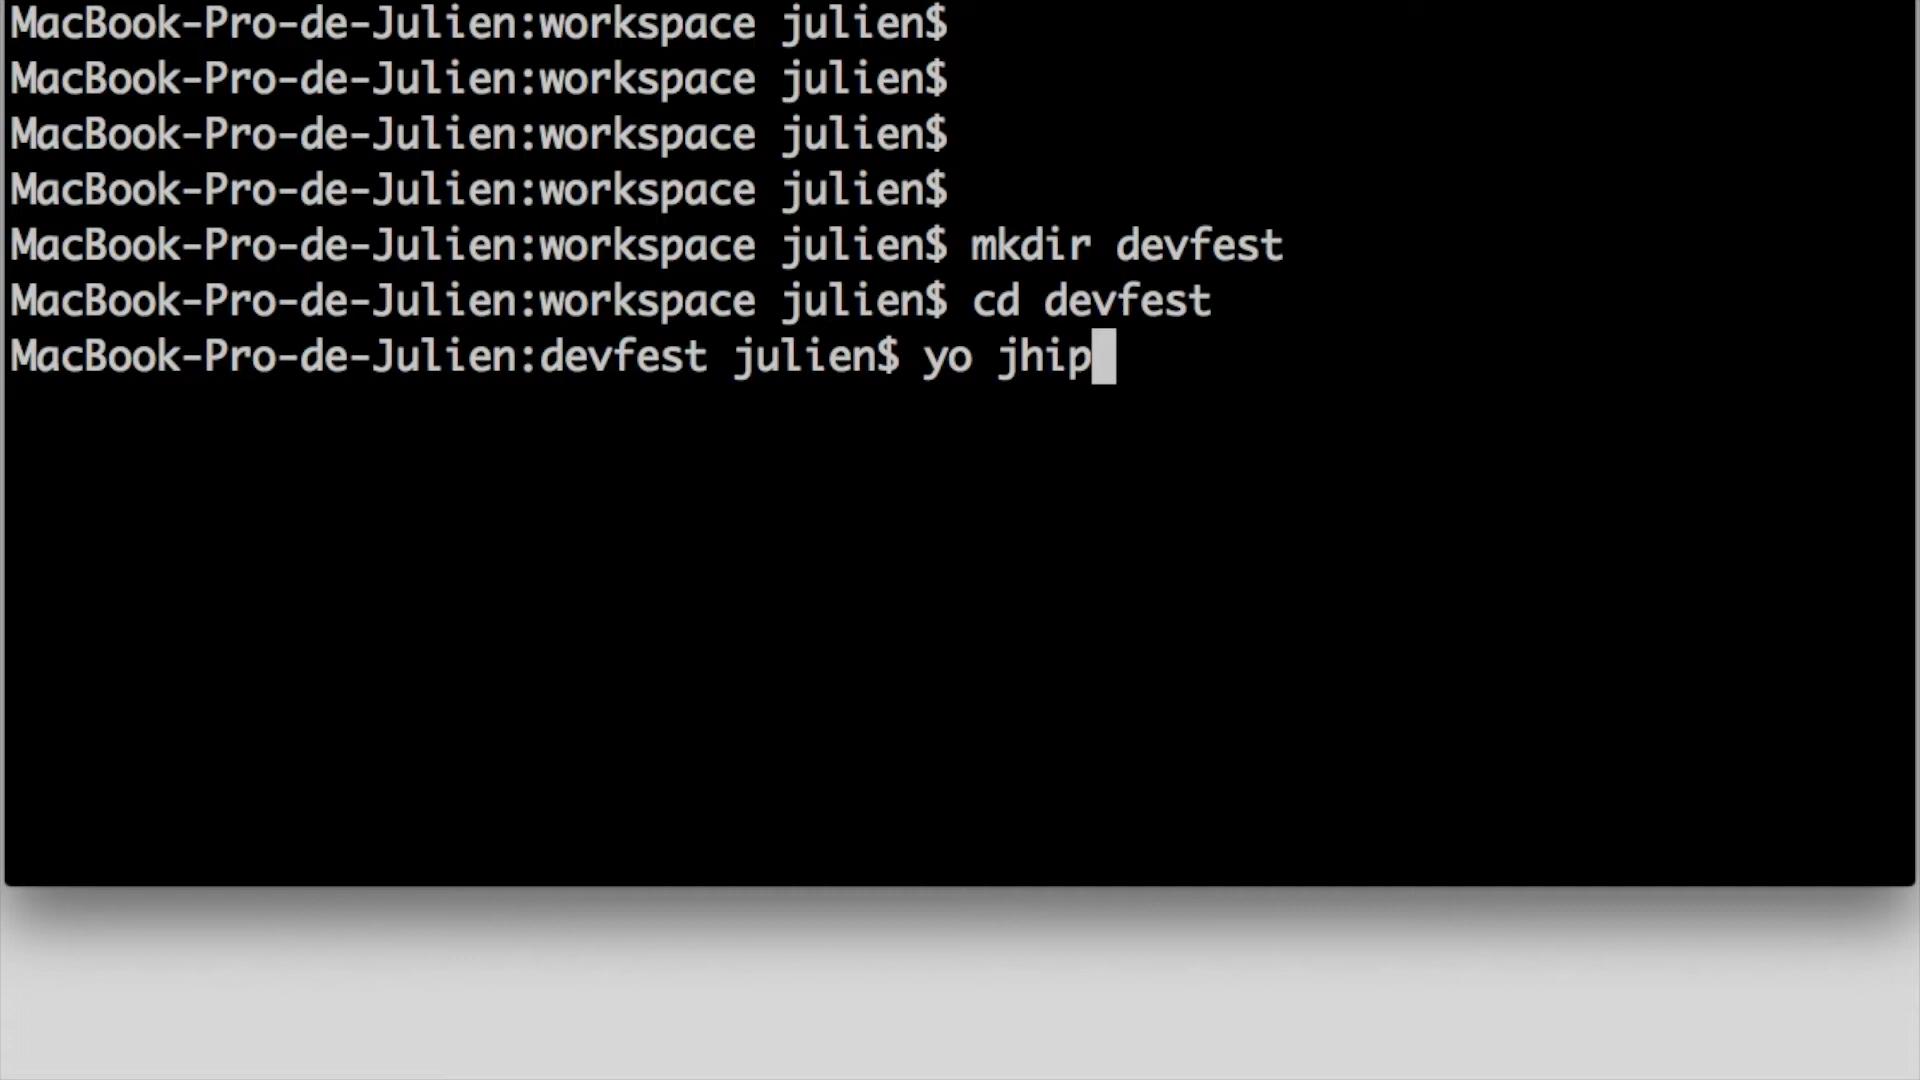 MacBook-Pro-de-Julien:workspace julien$
MacBook-Pro-de-Julien:workspace julien$
MacBook-Pro-de-Julien:workspace julien$
MacBook-Pro-de-Julien:workspace julien$
MacBook-Pro-de-Julien:workspace julien$ mkdir devfest
MacBook-Pro-de-Julien:workspace julien$ cd devfest
MacBook-Pro-de-Julien:devfest julien$ yo jhip